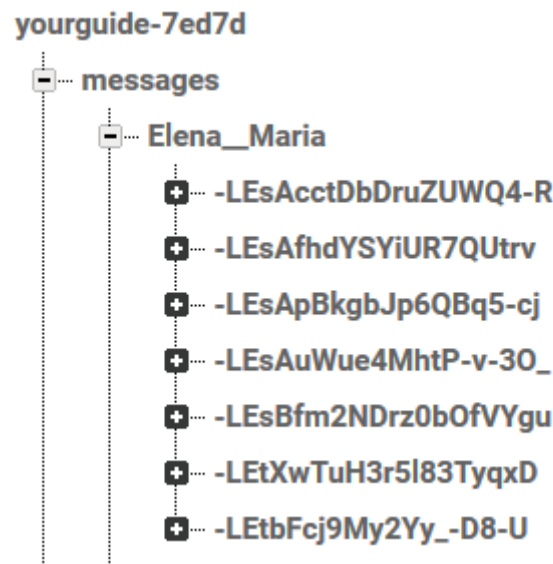 yourguide-7ed7d
messages
Elena__Maria
-LEsAcctDbDruZUWQ4-R
-LEsAfhdYSYiUR7QUtrv
-LEsApBkgbJp6QBq5-cj
-LEsAuWue4MhtP-v-3O_
-LEsBfm2NDrz0bOfVYgu
-LEtXwTuH3r5l83TyqxD
-LEtbFcj9My2Yy_-D8-U